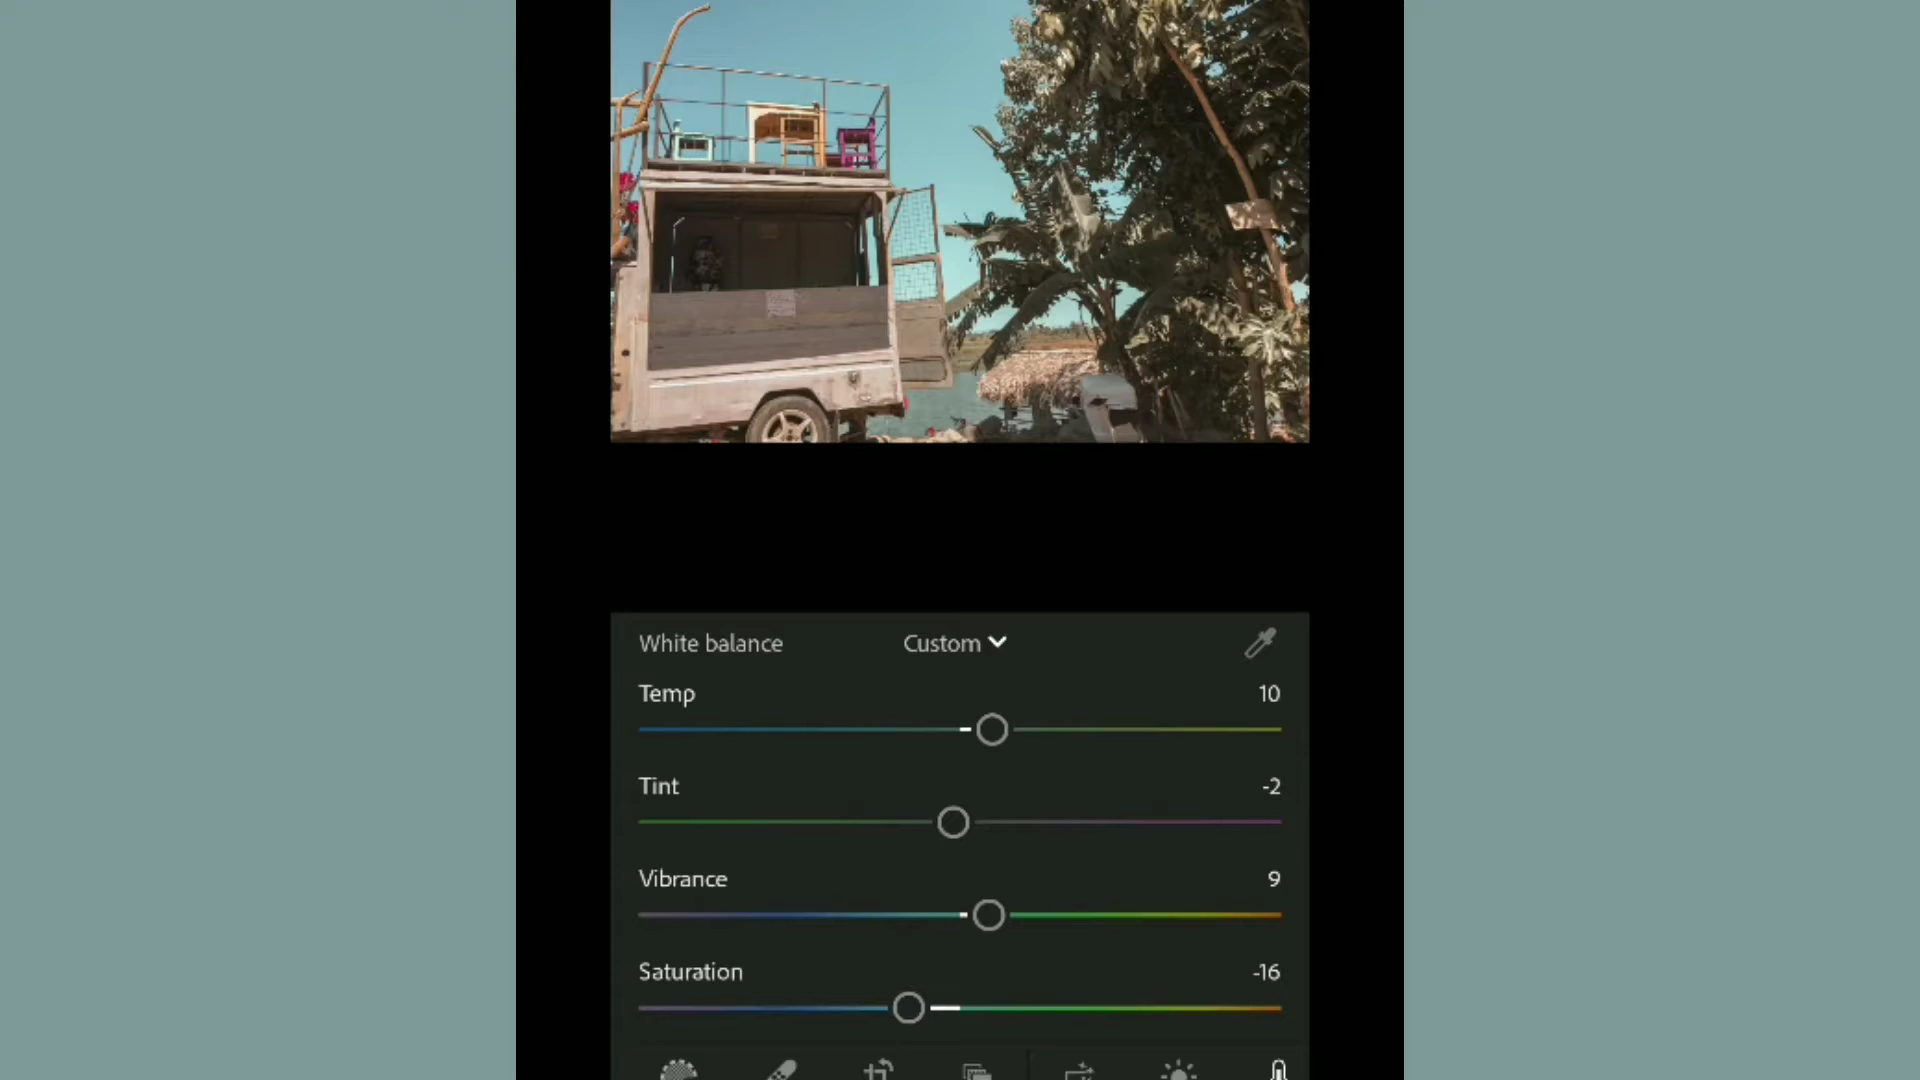 White balance Custom
Temp 10
Tint -2
Vibrance 9
Saturation -16